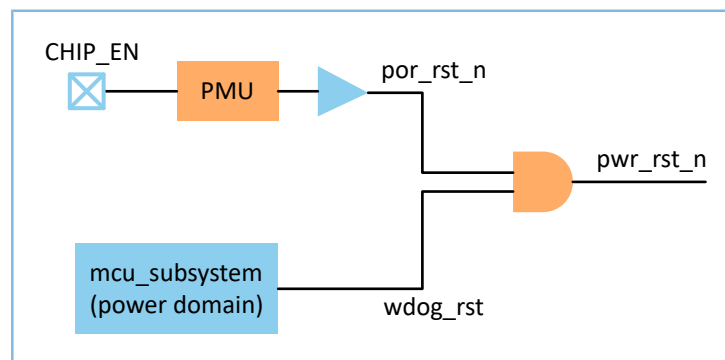 CHIP_EN
PMU
por_rst_n
pwr_rst_n
mcu_subsystem
(power domain)
wdog_rst